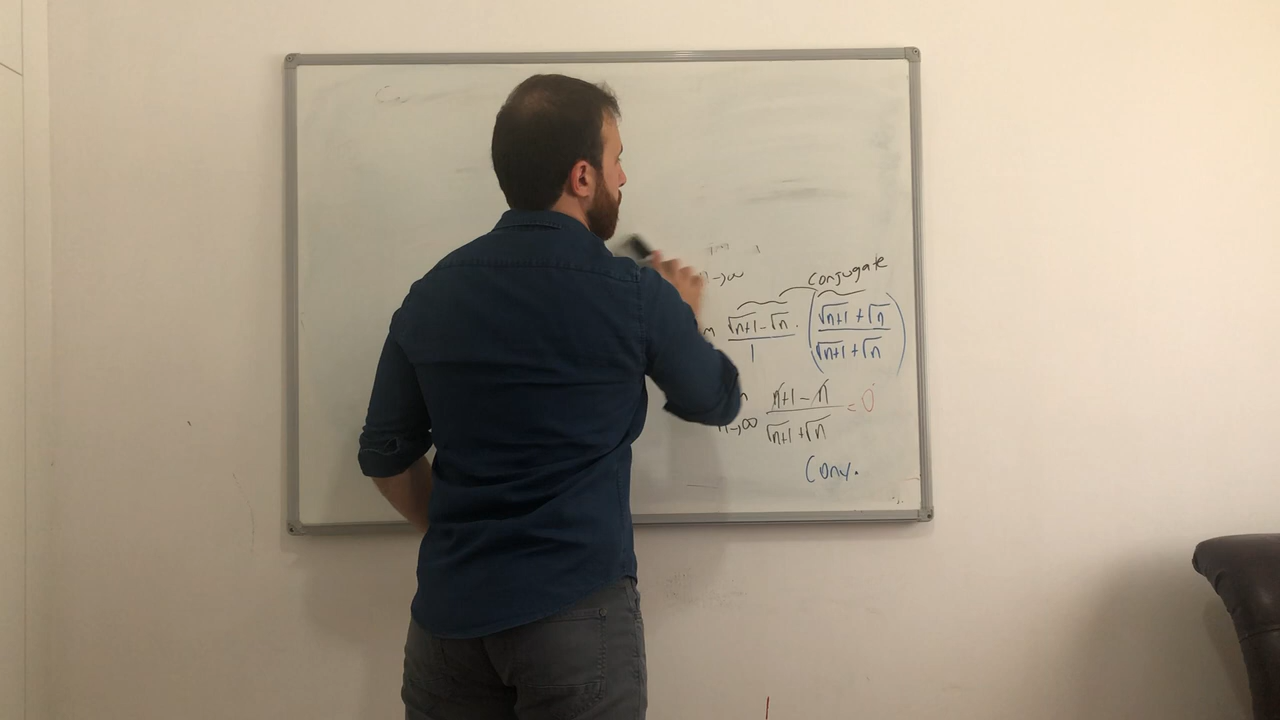 n→∞
conjugate
√n+1 - √n / 1 · (√n+1 + √n / √n+1 + √n)
n→∞ n+1 - n / √n+1 + √n = 0
Conv.